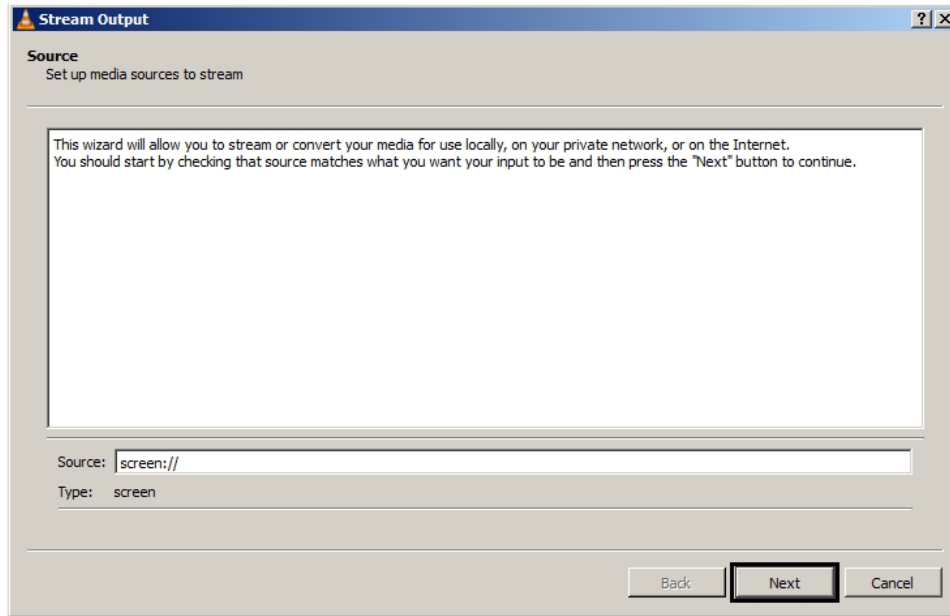 Stream Output
Source
Set up media sources to stream
This wizard will allow you to stream or convert your media for use locally, on your private network, or on the Internet.
You should start by checking that source matches what you want your input to be and then press the "Next" button to continue.
Source: screen://
Type: screen
Back Next Cancel